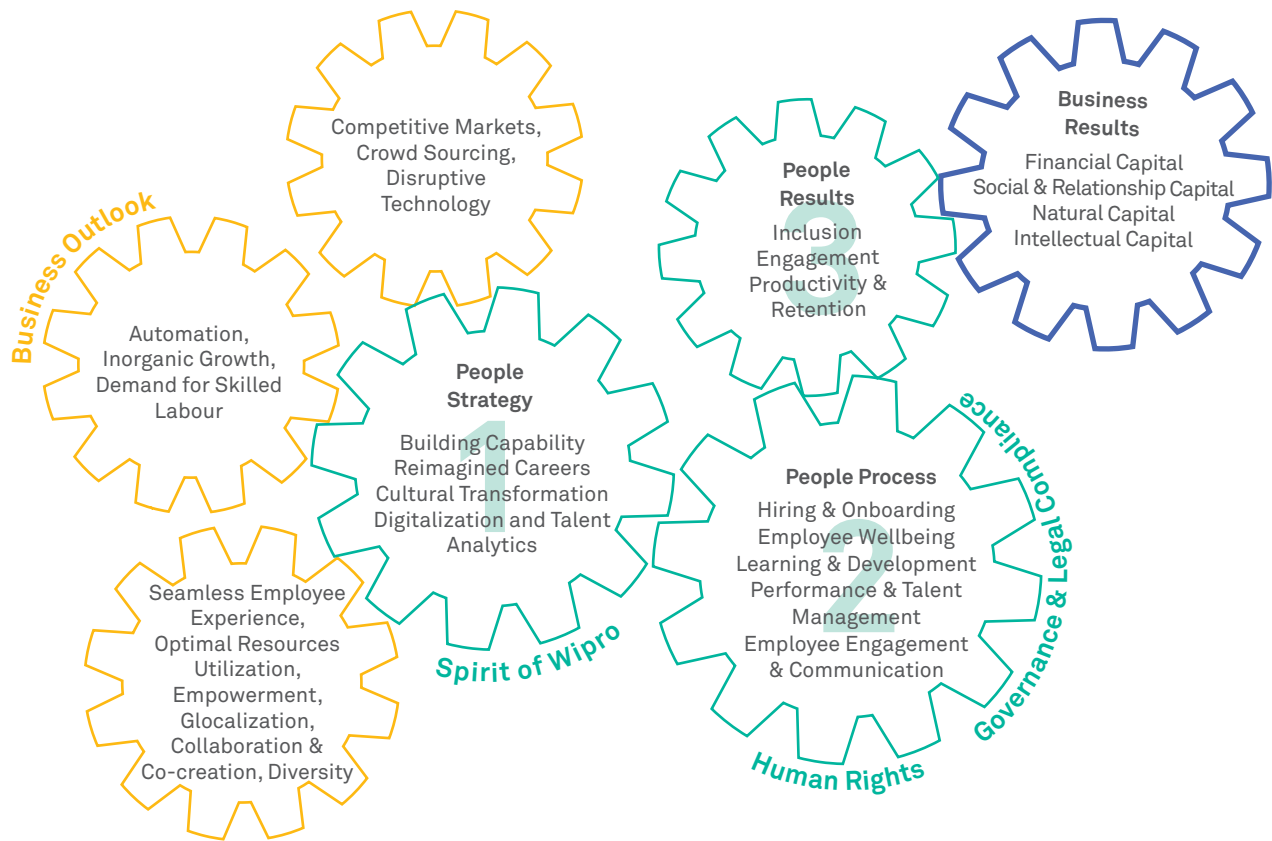 Business Outlook
Competitive Markets,
Crowd Sourcing,
Disruptive
Technology
Automation,
Inorganic Growth,
Demand for Skilled
Labour
Seamless Employee
Experience,
Optimal Resources
Utilization,
Empowerment,
Glocalization,
Collaboration &
Co-creation, Diversity
People
Strategy
1
Building Capability
Reimagined Careers
Cultural Transformation
Digitalization and Talent
Analytics
Spirit of Wipro
People Process
2
Hiring & Onboarding
Employee Wellbeing
Learning & Development
Performance & Talent
Management
Employee Engagement
& Communication
Human Rights
Governance & Legal Compliance
People
Results
3
Inclusion
Engagement
Productivity &
Retention
Business
Results
Financial Capital
Social & Relationship Capital
Natural Capital
Intellectual Capital